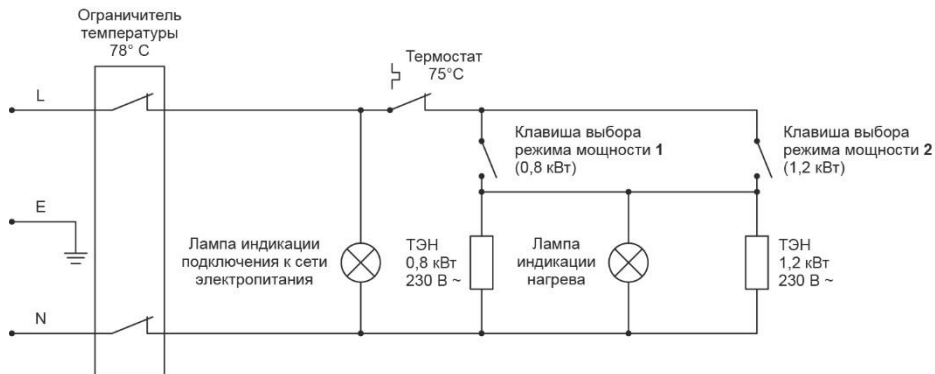 Ограничитель
температуры
78° C
Термостат
75°C
L
Клавиша выбора
режима мощности 1
(0,8 кВт)
Клавиша выбора
режима мощности 2
(1,2 кВт)
E
Лампа индикации
подключения к сети
электропитания
ТЭН
0,8 кВт
230 В ~
Лампа
индикации
нагрева
ТЭН
1,2 кВт
230 В ~
N